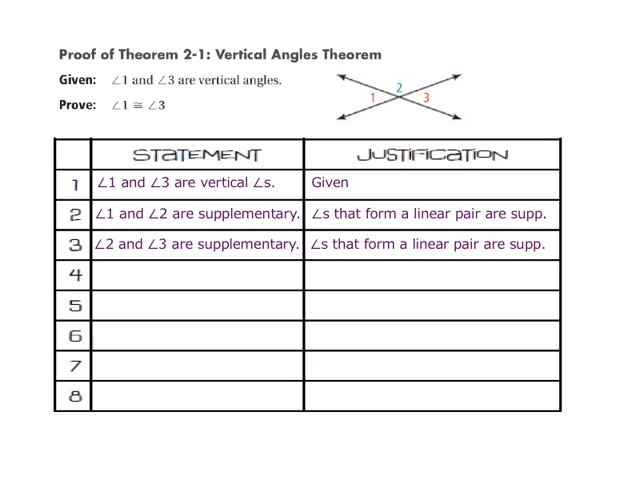 Proof of Theorem 2-1: Vertical Angles Theorem
Given: ∠1 and ∠3 are vertical angles.
Prove: ∠1 ≅ ∠3
1 2 3
STATEMENT JUSTIFICATION
1 ∠1 and ∠3 are vertical ∠s. Given
2 ∠1 and ∠2 are supplementary. ∠s that form a linear pair are supp.
3 ∠2 and ∠3 are supplementary. ∠s that form a linear pair are supp.
4
5
6
7
8